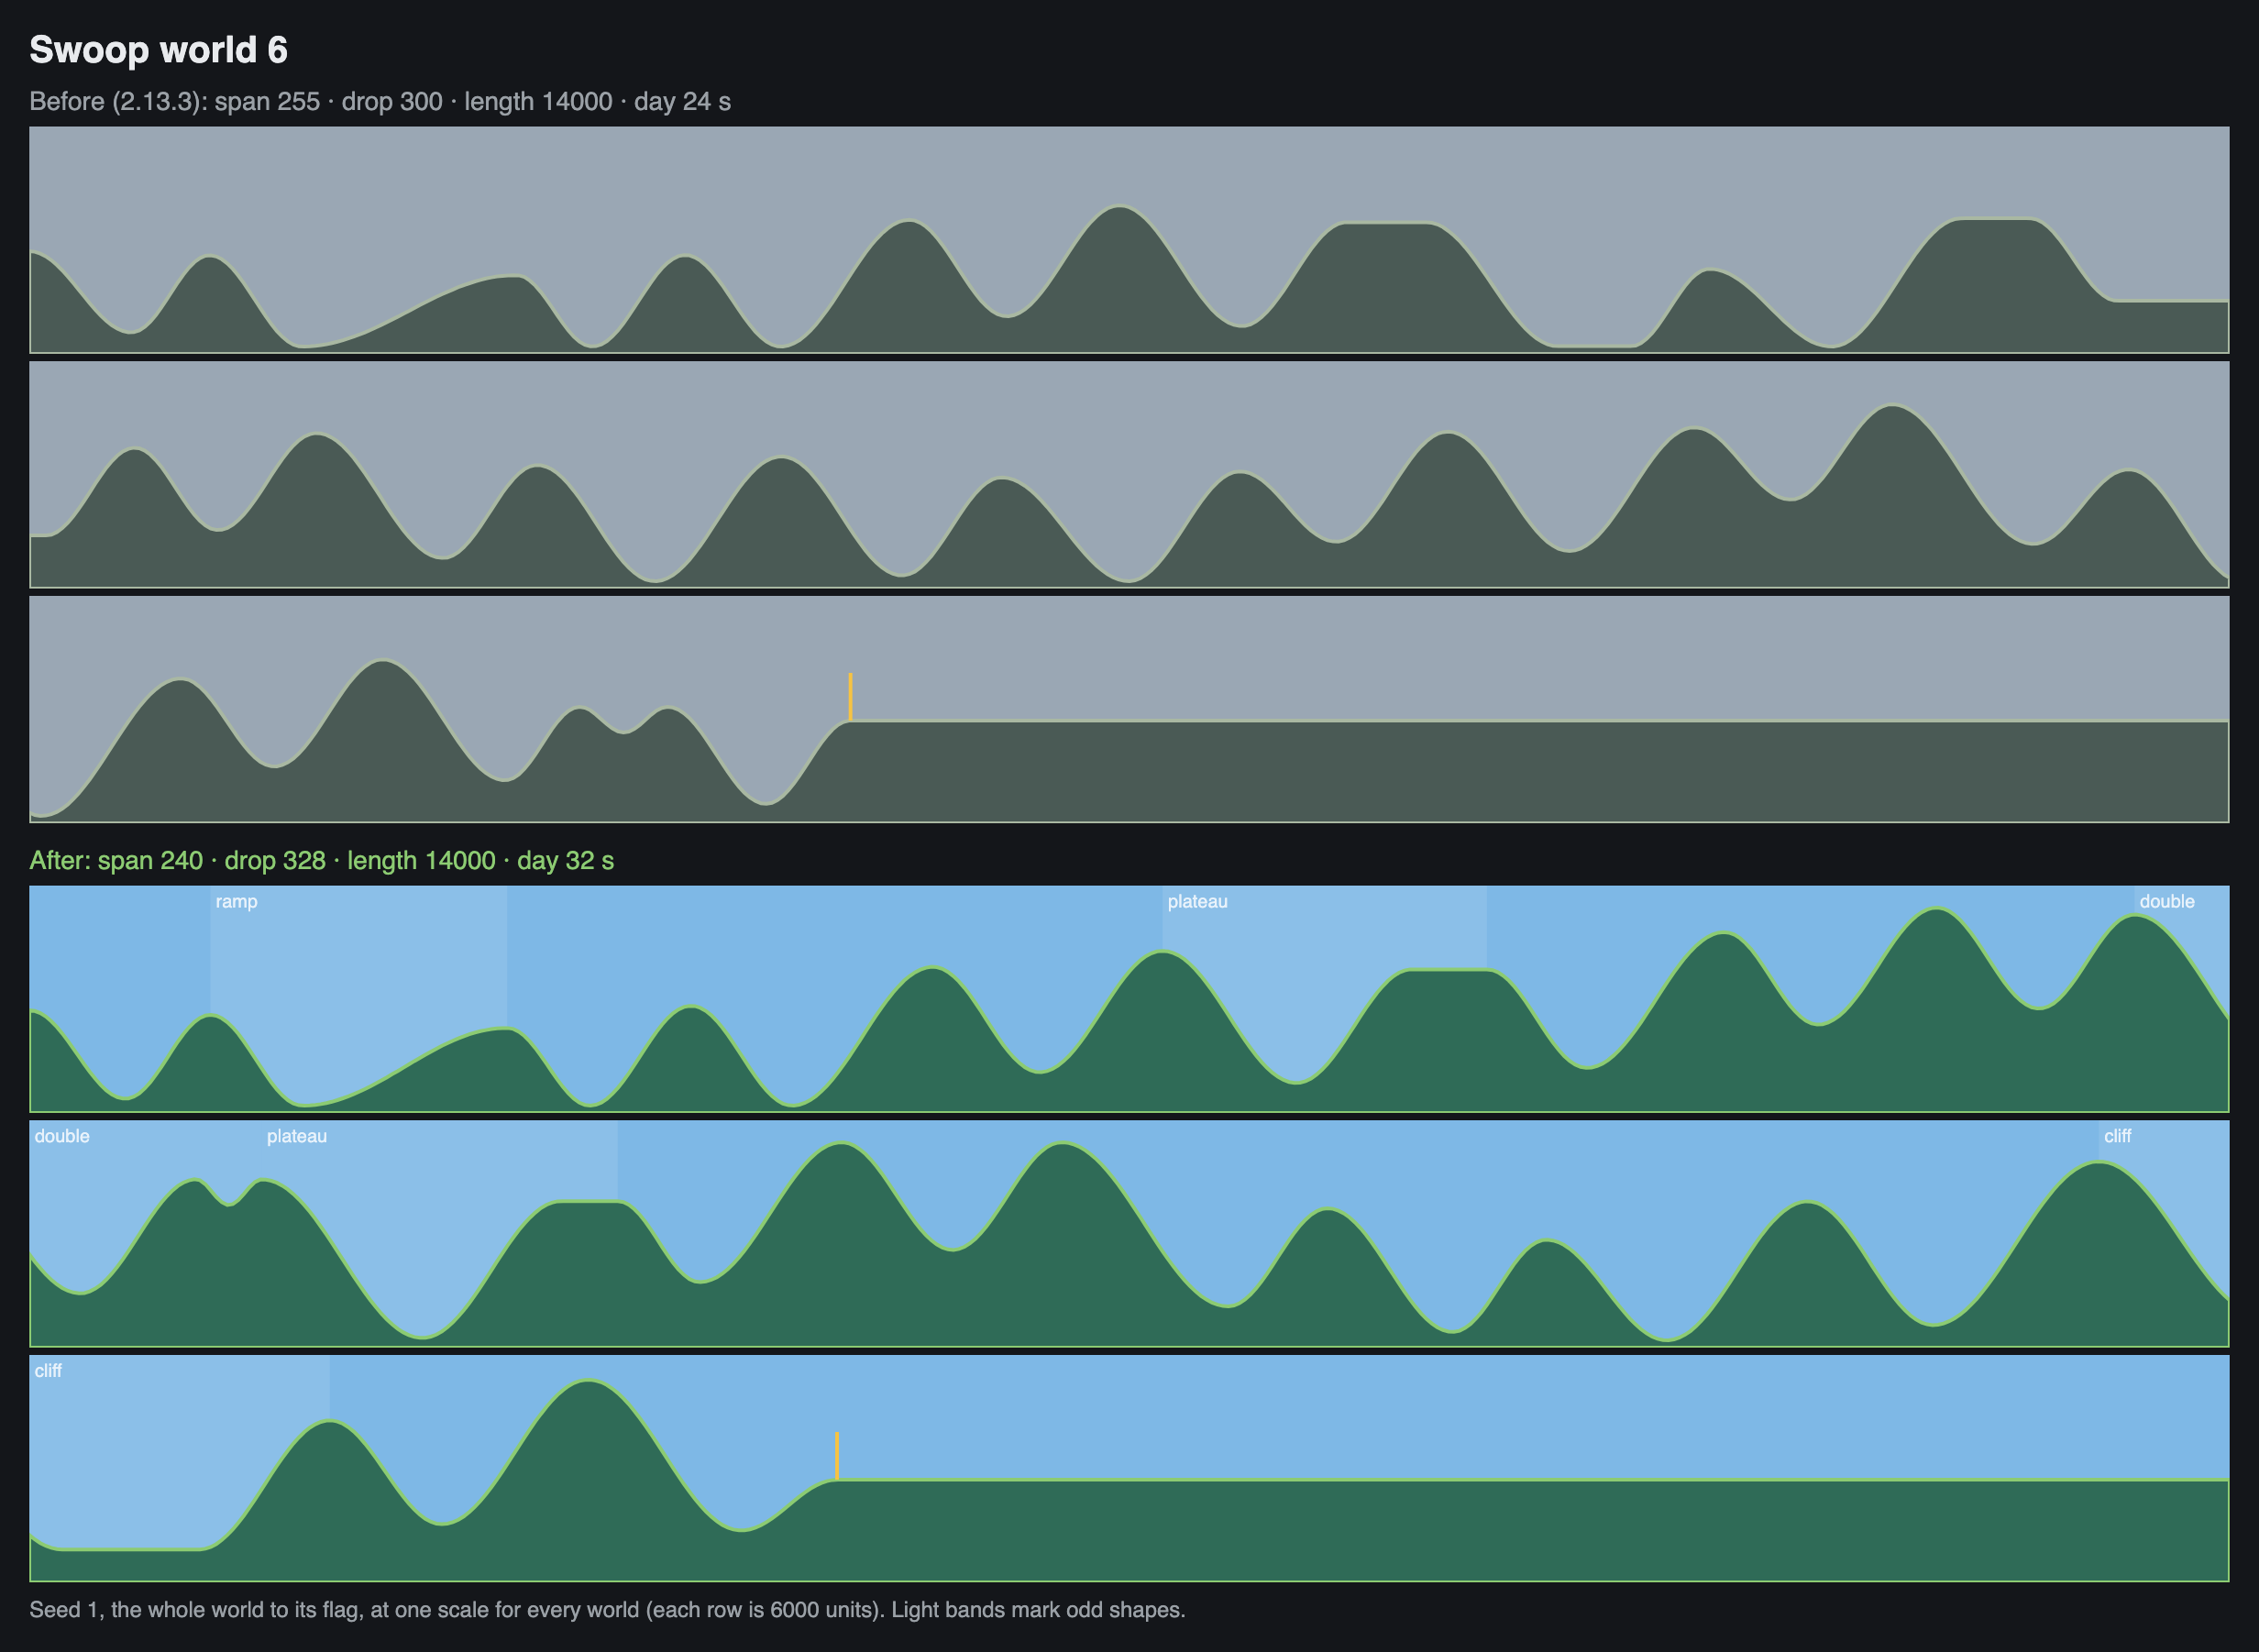 Swoop world 6
Before (2.13.3): span 255 · drop 300 · length 14000 · day 24 s
After: span 240 · drop 328 · length 14000 · day 32 s
ramp
plateau
double
double
plateau
cliff
cliff
Seed 1, the whole world to its flag, at one scale for every world (each row is 6000 units). Light bands mark odd shapes.